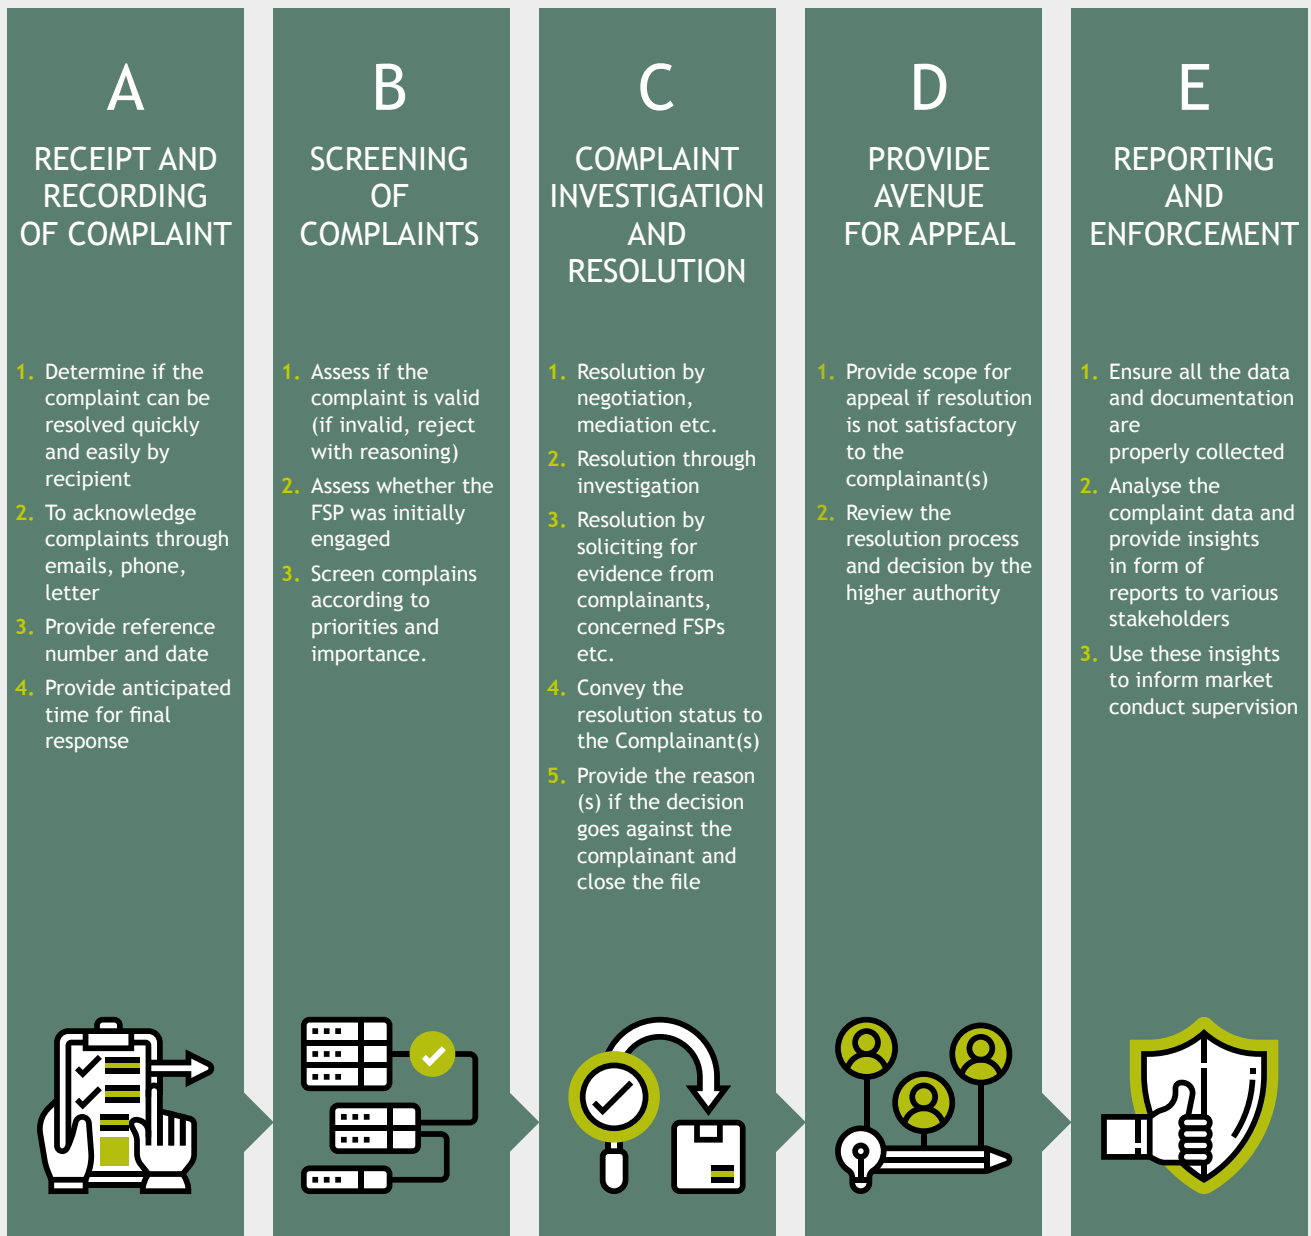 A
RECEIPT AND
RECORDING
OF COMPLAINT
1. Determine if the
complaint can be
resolved quickly
and easily by
recipient
2. To acknowledge
complaints through
emails, phone,
letter
3. Provide reference
number and date
4. Provide anticipated
time for final
response
B
SCREENING
OF
COMPLAINTS
1. Assess if the
complaint is valid
(if invalid, reject
with reasoning)
2. Assess whether the
FSP was initially
engaged
3. Screen complains
according to
priorities and
importance.
C
COMPLAINT
INVESTIGATION
AND
RESOLUTION
1. Resolution by
negotiation,
mediation etc.
2. Resolution through
investigation
3. Resolution by
soliciting for
evidence from
complainants,
concerned FSPs
etc.
4. Convey the
resolution status to
the Complainant(s)
5. Provide the reason
(s) if the decision
goes against the
complainant and
close the file
D
PROVIDE
AVENUE
FOR APPEAL
1. Provide scope for
appeal if resolution
is not satisfactory
to the
complainant(s)
2. Review the
resolution process
and decision by the
higher authority
E
REPORTING
AND
ENFORCEMENT
1. Ensure all the data
and documentation
are
properly collected
2. Analyse the
complaint data and
provide insights
in form of
reports to various
stakeholders
3. Use these insights
to inform market
conduct supervision